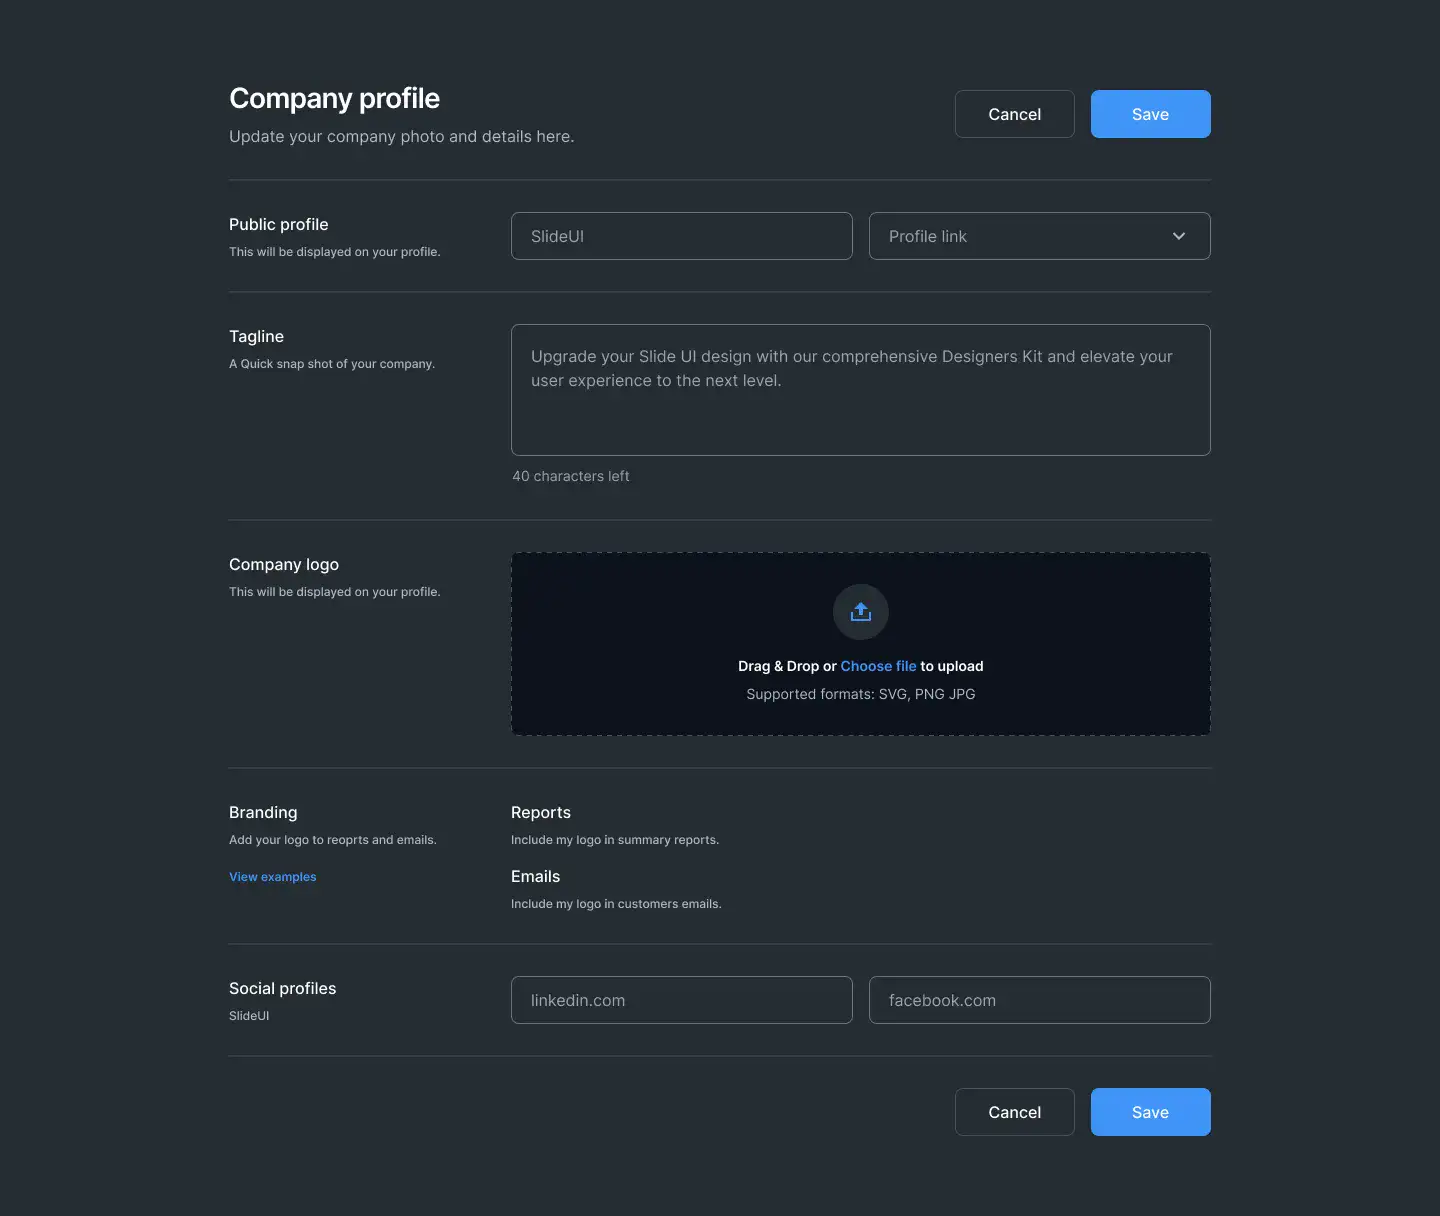 Company profile
Update your company photo and details here.
Cancel
Save
Public profile
This will be displayed on your profile.
SlideUI
Profile link
Tagline
A Quick snap shot of your company.
Upgrade your Slide UI design with our comprehensive Designers Kit and elevate your
user experience to the next level.
40 characters left
Company logo
This will be displayed on your profile.
Drag & Drop or Choose file to upload
Supported formats: SVG, PNG JPG
Branding
Add your logo to reoprts and emails.
View examples
Reports
Include my logo in summary reports.
Emails
Include my logo in customers emails.
Social profiles
SlideUI
linkedin.com
facebook.com
Cancel
Save